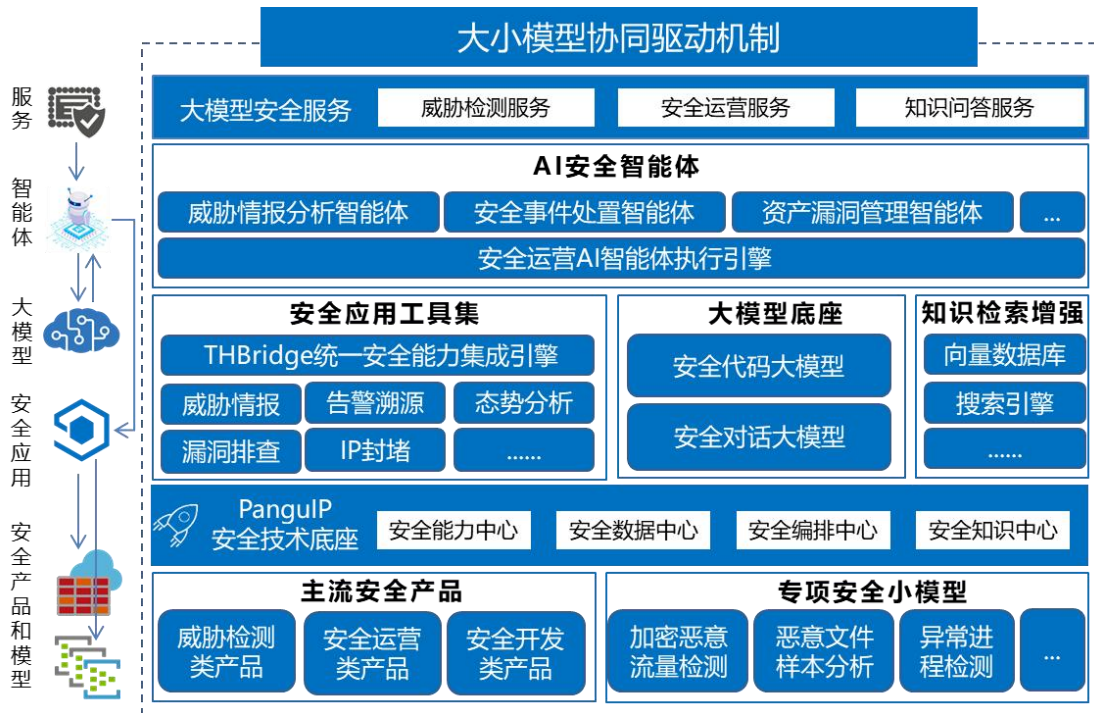 大小模型协同驱动机制
服务
大模型安全服务
威胁检测服务
安全运营服务
知识问答服务
智能体
AI安全智能体
威胁情报分析智能体
安全事件处置智能体
资产漏洞管理智能体
...
安全运营AI智能体执行引擎
大模型
安全应用工具集
THBridge统一安全能力集成引擎
威胁情报
告警溯源
态势分析
漏洞排查
IP封堵
......
大模型底座
安全代码大模型
安全对话大模型
知识检索增强
向量数据库
搜索引擎
......
安全应用
PanguIP
安全技术底座
安全能力中心
安全数据中心
安全编排中心
安全知识中心
安全产品和模型
主流安全产品
威胁检测
类产品
安全运营
类产品
安全开发
类产品
专项安全小模型
加密恶意
流量检测
恶意文件
样本分析
异常进
程检测
...